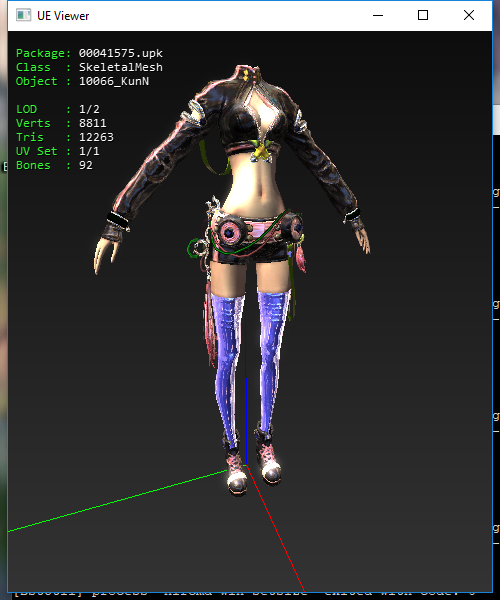 UE Viewer
Package: 00041575.upk
Class : SkeletalMesh
Object : 10066_KunN
LOD : 1/2
Verts : 8811
Tris : 12263
UV Set : 1/1
Bones : 92